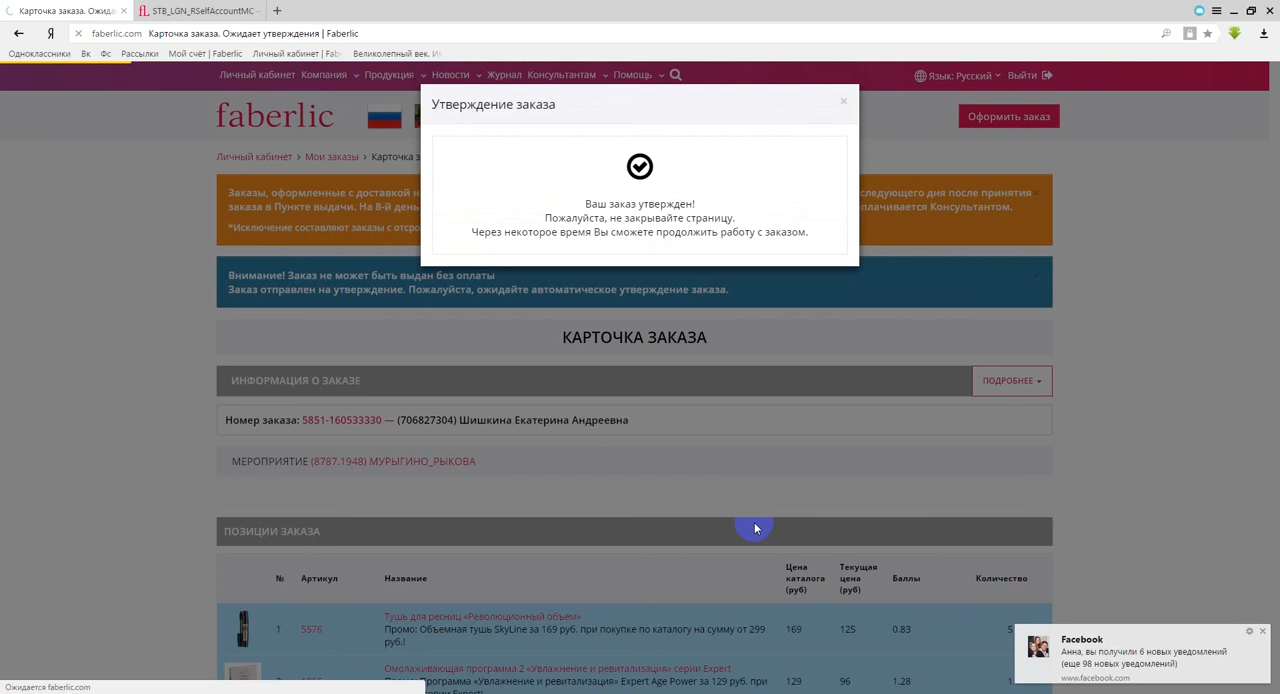 Карточка заказа. Ожида
STB_LGN_RSelfAccountMC -
faberlic.com Карточка заказа. Ожидает утверждения | Faberlic
Одноклассники Вк Фс Рассылки Мой счёт | Faberlic Личный кабинет | Fab Великолепный век. И
Личный кабинет Компания Продукция Новости Журнал Консультантам Помощь Язык: Русский Выйти
Утверждение заказа
faberlic
Оформить заказ
Личный кабинет > Мои заказы > Карточка з
Ваш заказ утвержден!
Пожалуйста, не закрывайте страницу.
Через некоторое время Вы сможете продолжить работу с заказом.
Заказы, оформленные с доставкой н следующего дня после принятия
заказа в Пункте выдачи. На 8-й день плачивается Консультантом.
*Исключение составляют заказы с отср
Внимание! Заказ не может быть выдан без оплаты
Заказ отправлен на утверждение. Пожалуйста, ожидайте автоматическое утверждение заказа.
КАРТОЧКА ЗАКАЗА
ИНФОРМАЦИЯ О ЗАКАЗЕ
ПОДРОБНЕЕ
Номер заказа: 5851-160533330 — (706827304) Шишкина Екатерина Андреевна
МЕРОПРИЯТИЕ (8787.1948) МУРЫГИНО_РЫКОВА
ПОЗИЦИИ ЗАКАЗА
№ Артикул Название Цена каталога (руб) Текущая цена (руб) Баллы Количество
Тушь для ресниц «Революционный объем»
1 5576 Промо: Объемная тушь SkyLine за 169 руб. при покупке по каталогу на сумму от 299 руб.! 169 125 0.83 5
Омолаживающая программа 2 «Увлажнение и ревитализация» серии Expert
Промо: Программа «Увлажнение и ревитализация» Expert Age Power за 129 руб. при 129 96 1.28
Facebook
Анна, вы получили 6 новых уведомлений
(еще 98 новых уведомлений)
www.facebook.com
Ожидается faberlic.com